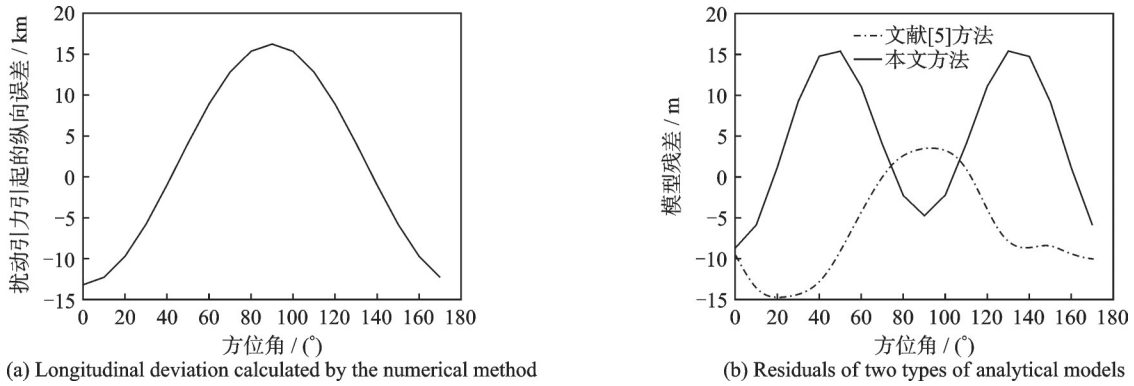 扰动引力引起的纵向误差 / km
20
15
10
5
0
−5
−10
−15
0 20 40 60 80 100 120 140 160 180
方位角 / (°)
(a) Longitudinal deviation calculated by the numerical method
模型残差 / m
20
15
10
5
0
−5
−10
−15
文献[5]方法
本文方法
0 20 40 60 80 100 120 140 160 180
方位角 / (°)
(b) Residuals of two types of analytical models